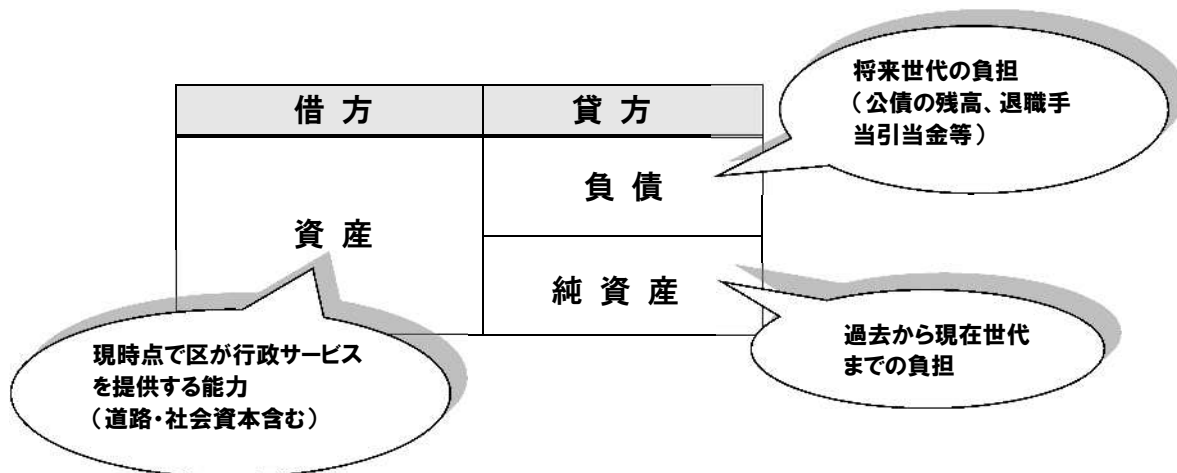 将来世代の負担
（公債の残高、退職手
当引当金等）
借方
貸方
負債
資産
純資産
過去から現在世代
までの負担
現時点で区が行政サービス
を提供する能力
（道路・社会資本含む）